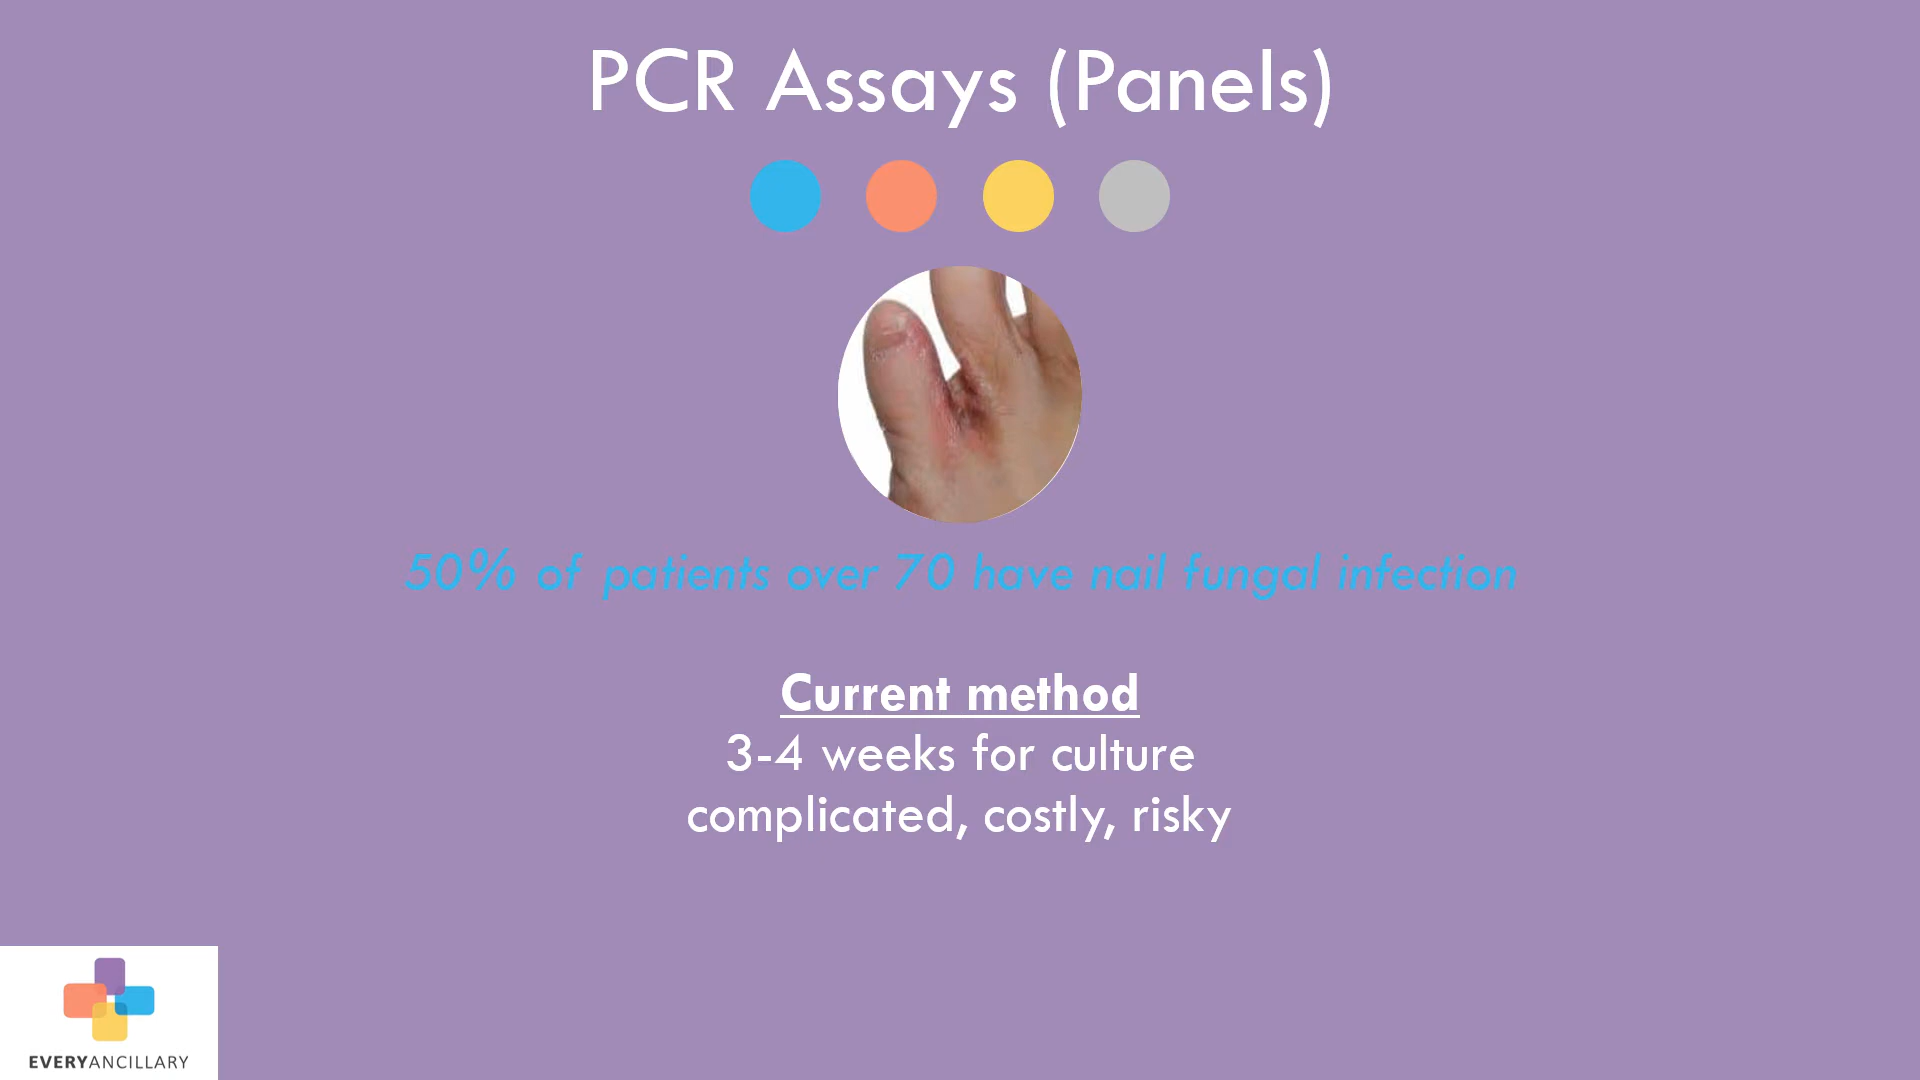 PCR Assays (Panels)
50% of patients over 70 have nail fungal infection
Current method
3-4 weeks for culture
complicated, costly, risky
EVERYANCILLARY